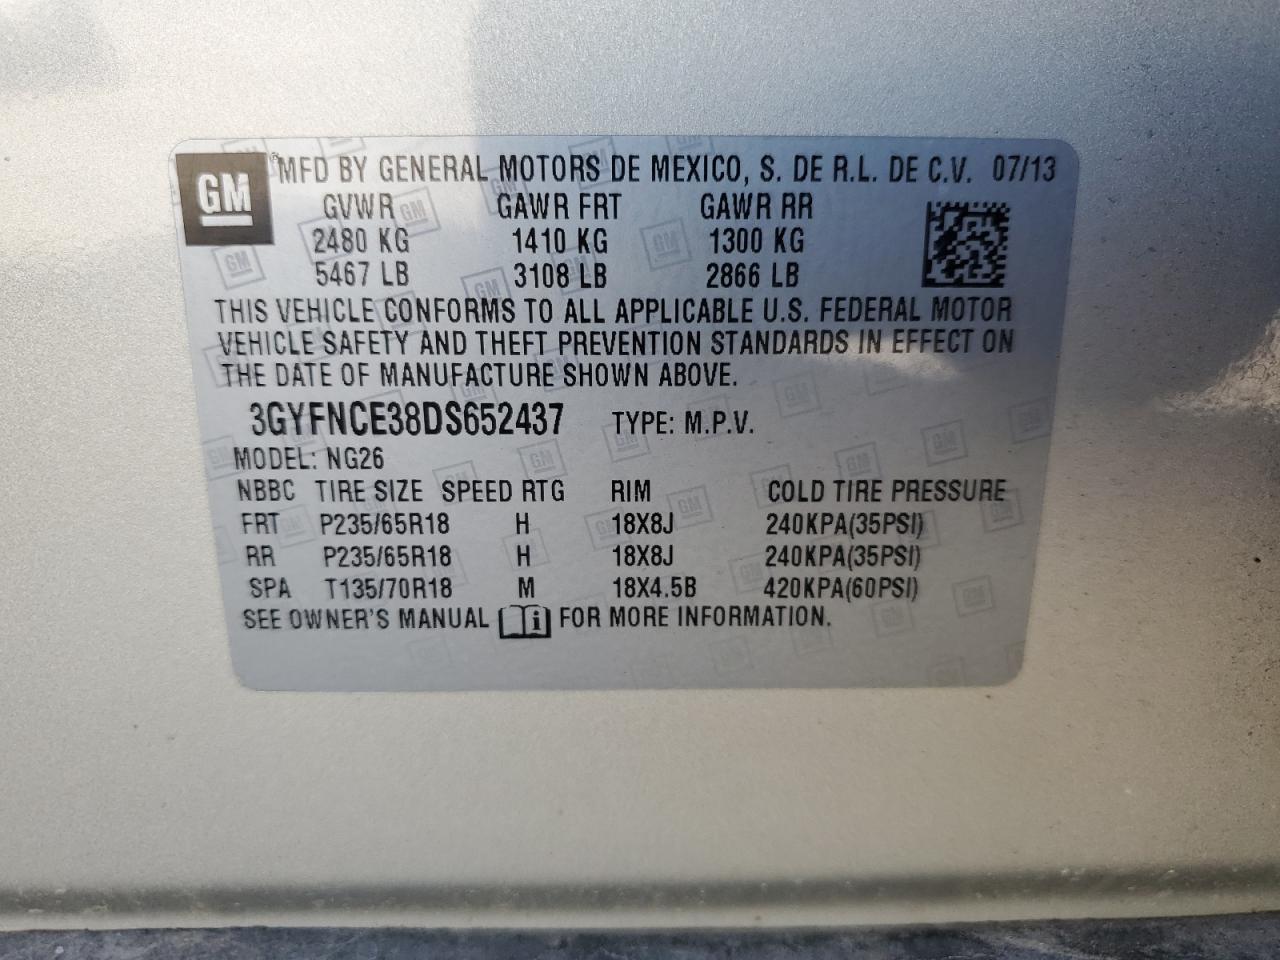 GM ® MFD BY GENERAL MOTORS DE MEXICO, S. DE R.L. DE C.V. 07/13
GVWR GAWR FRT GAWR RR
2480 KG 1410 KG 1300 KG
5467 LB 3108 LB 2866 LB
THIS VEHICLE CONFORMS TO ALL APPLICABLE U.S. FEDERAL MOTOR
VEHICLE SAFETY AND THEFT PREVENTION STANDARDS IN EFFECT ON
THE DATE OF MANUFACTURE SHOWN ABOVE.
3GYFNCE38DS652437 TYPE: M.P.V.
MODEL: NG26
NBBC TIRE SIZE SPEED RTG RIM COLD TIRE PRESSURE
FRT P235/65R18 H 18X8J 240KPA(35PSI)
RR P235/65R18 H 18X8J 240KPA(35PSI)
SPA T135/70R18 M 18X4.5B 420KPA(60PSI)
SEE OWNER'S MANUAL i FOR MORE INFORMATION.